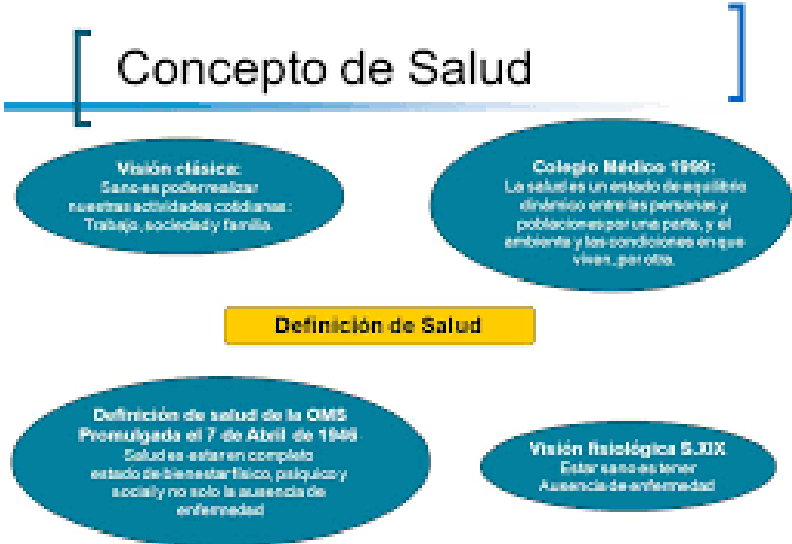 Concepto de Salud
Visión clásica:
Sano es poder realizar
nuestras actividades cotidianas:
Trabajo, sociedad y familia.
Colegio Médico 1999:
La salud es un estado de equilibrio
dinámico entre las personas y
poblaciones por una parte, y el
ambiente y las condiciones en que
viven, por otra.
Definición de Salud
Definición de salud de la OMS
Promulgada el 7 de Abril de 1946
Salud es estar en completo
estado de bienestar físico, psíquico y
social y no solo la ausencia de
enfermedad
Visión fisiológica S.XIX
Estar sano es tener
Ausencia de enfermedad